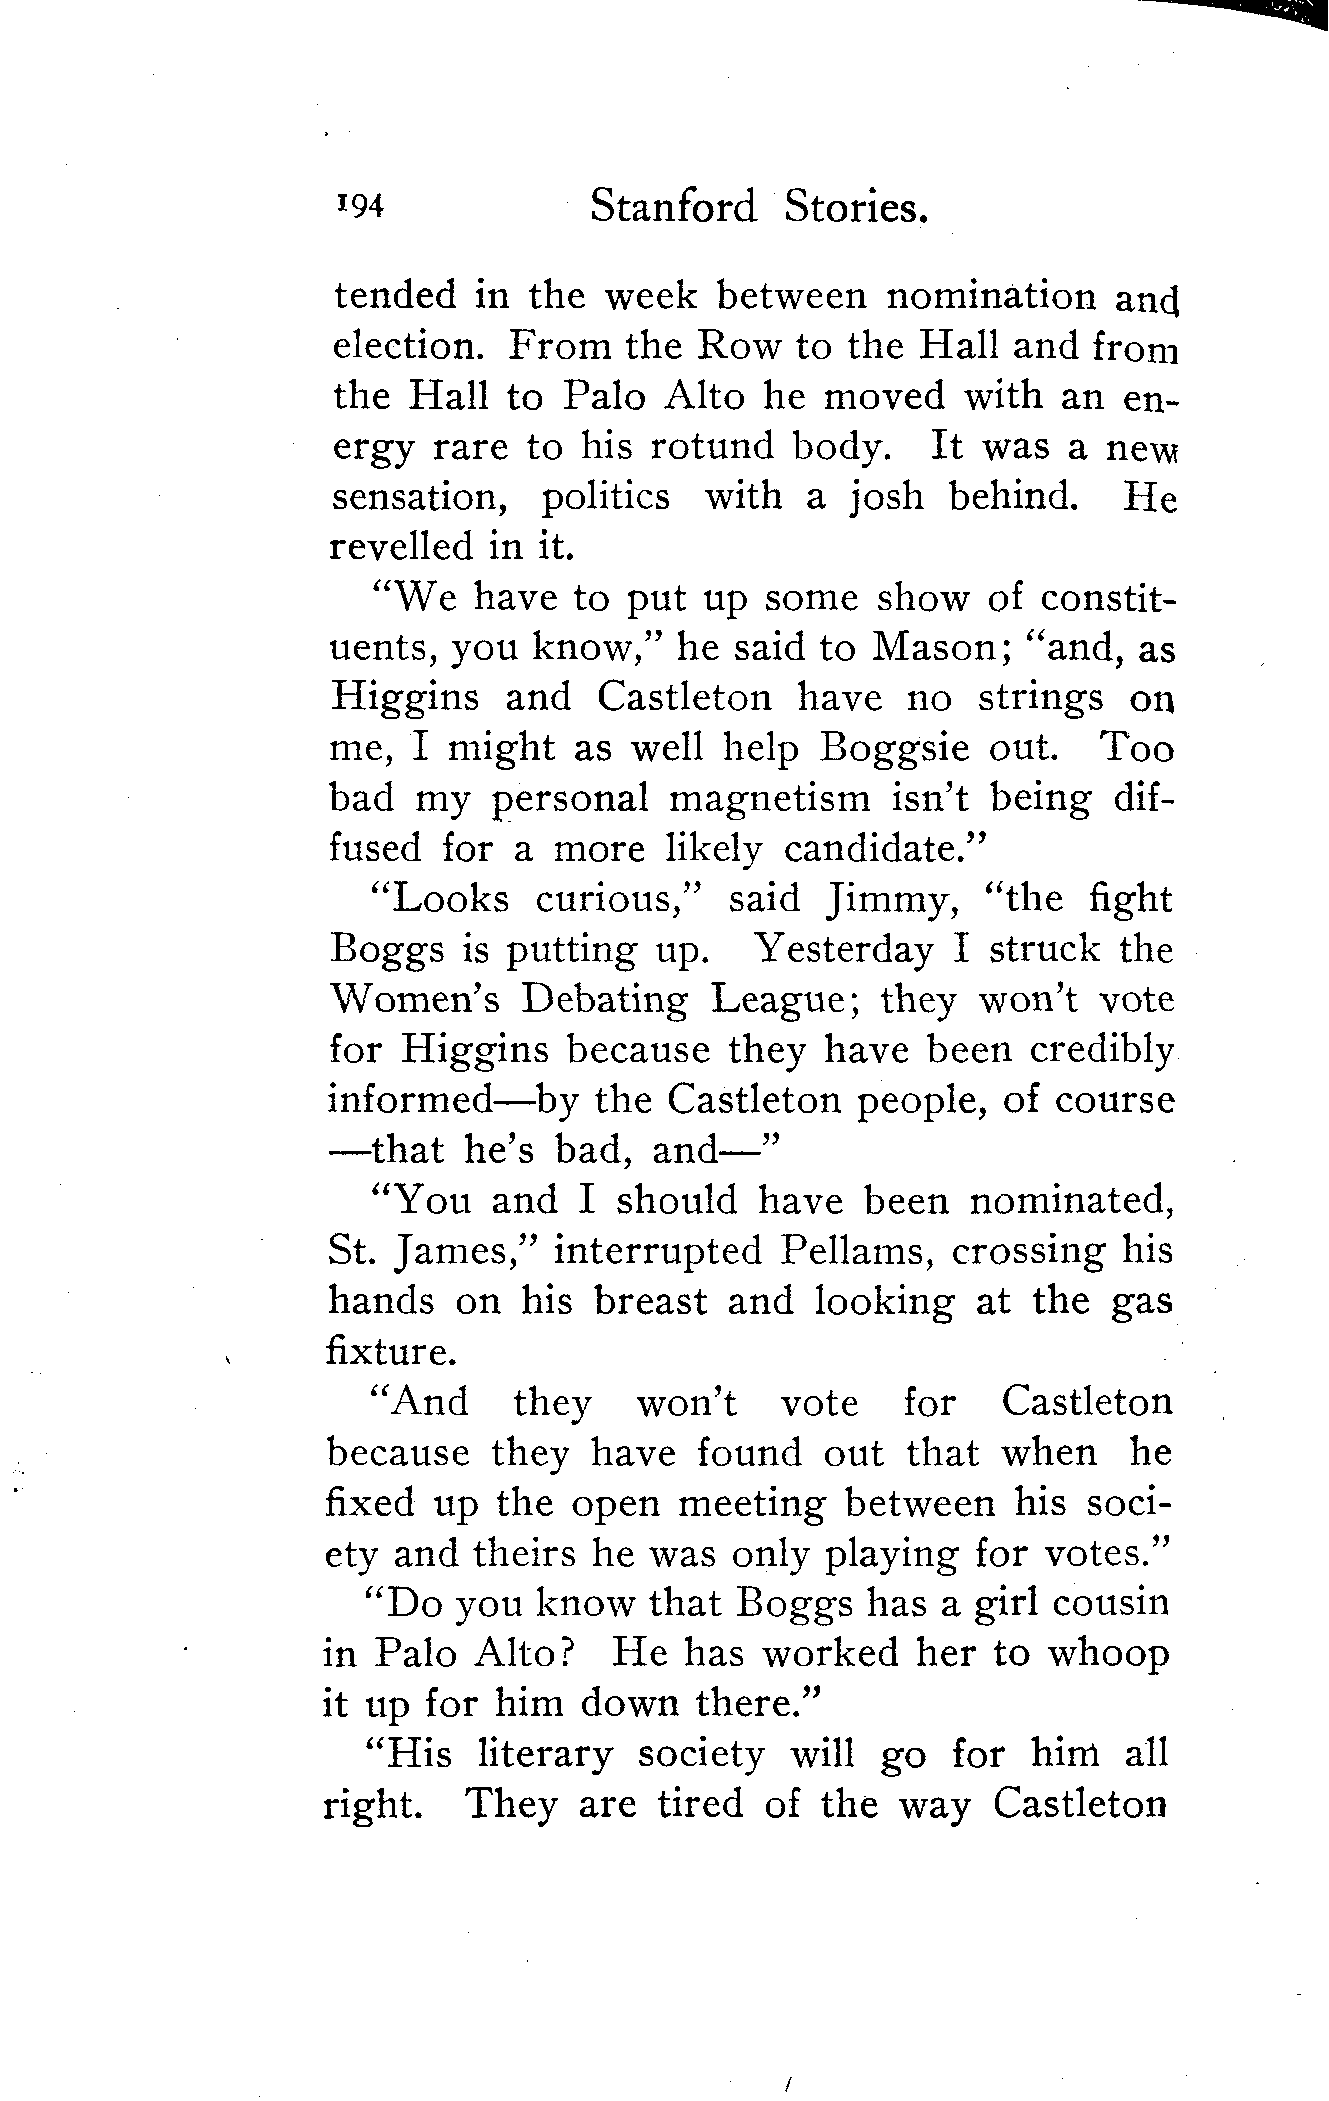 194 Stanford Stories.
tended in the week between nomination and
election. From the Row to the Hall and from
the Hall to Palo Alto he moved with an en-
ergy rare to his rotund body. It was a new
sensation, politics with a josh behind. He
revelled in it.
“We have to put up some show of constit-
uents, you know,” he said to Mason; “and, as
Higgins and Castleton have no strings on
me, I might as well help Boggsie out. Too
bad my personal magnetism isn’t being dif-
fused for a more likely candidate.”
“Looks curious,” said Jimmy, “the fight
Boggs is putting up. Yesterday I struck the
Women’s Debating League; they won’t vote
for Higgins because they have been credibly
informed—by the Castleton people, of course
—that he’s bad, and—”
“You and I should have been nominated,
St. James,” interrupted Pellams, crossing his
hands on his breast and looking at the gas
fixture.
“And they won’t vote for Castleton
because they have found out that when he
fixed up the open meeting between his soci-
ety and theirs he was only playing for votes.”
“Do you know that Boggs has a girl cousin
in Palo Alto? He has worked her to whoop
it up for him down there.”
“His literary society will go for him all
right. They are tired of the way Castleton